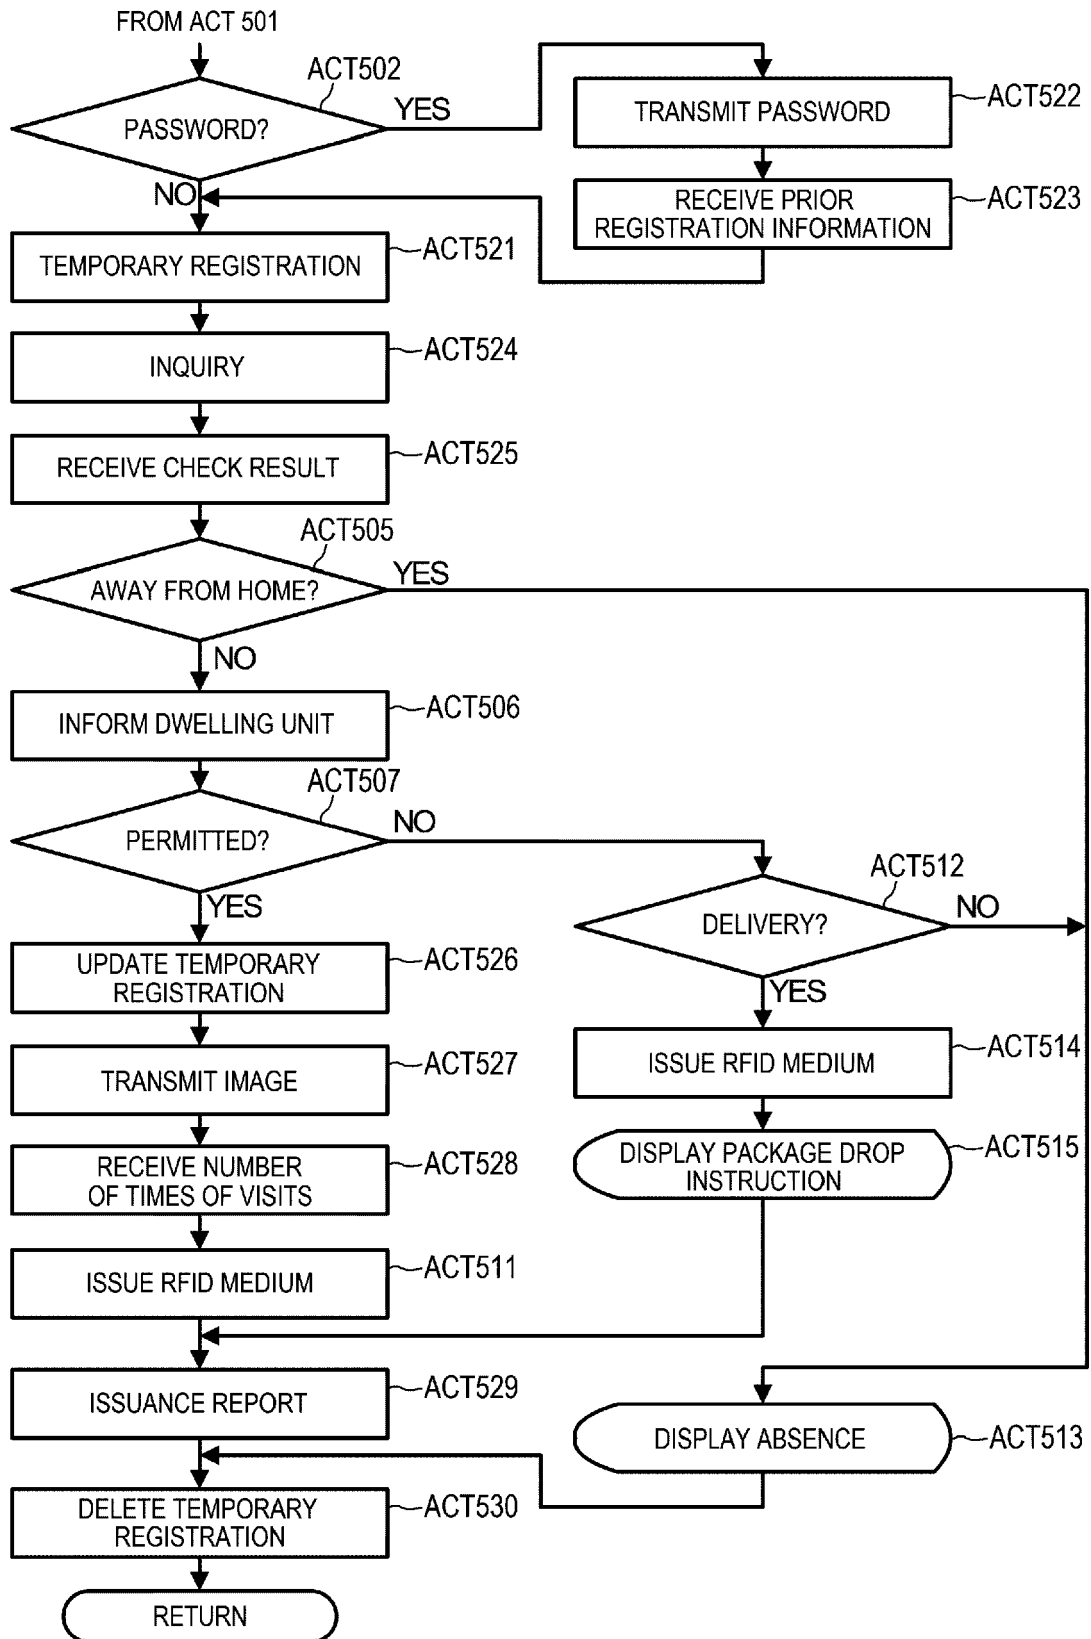 FROM ACT 501
ACT502
PASSWORD?
YES
NO
TRANSMIT PASSWORD
ACT522
RECEIVE PRIOR
REGISTRATION INFORMATION
ACT523
TEMPORARY REGISTRATION
ACT521
INQUIRY
ACT524
RECEIVE CHECK RESULT
ACT525
ACT505
AWAY FROM HOME?
YES
NO
INFORM DWELLING UNIT
ACT506
ACT507
PERMITTED?
NO
YES
ACT512
DELIVERY?
NO
YES
UPDATE TEMPORARY
REGISTRATION
ACT526
TRANSMIT IMAGE
ACT527
ISSUE RFID MEDIUM
ACT514
RECEIVE NUMBER
OF TIMES OF VISITS
ACT528
DISPLAY PACKAGE DROP
INSTRUCTION
ACT515
ISSUE RFID MEDIUM
ACT511
ISSUANCE REPORT
ACT529
DISPLAY ABSENCE
ACT513
DELETE TEMPORARY
REGISTRATION
ACT530
RETURN